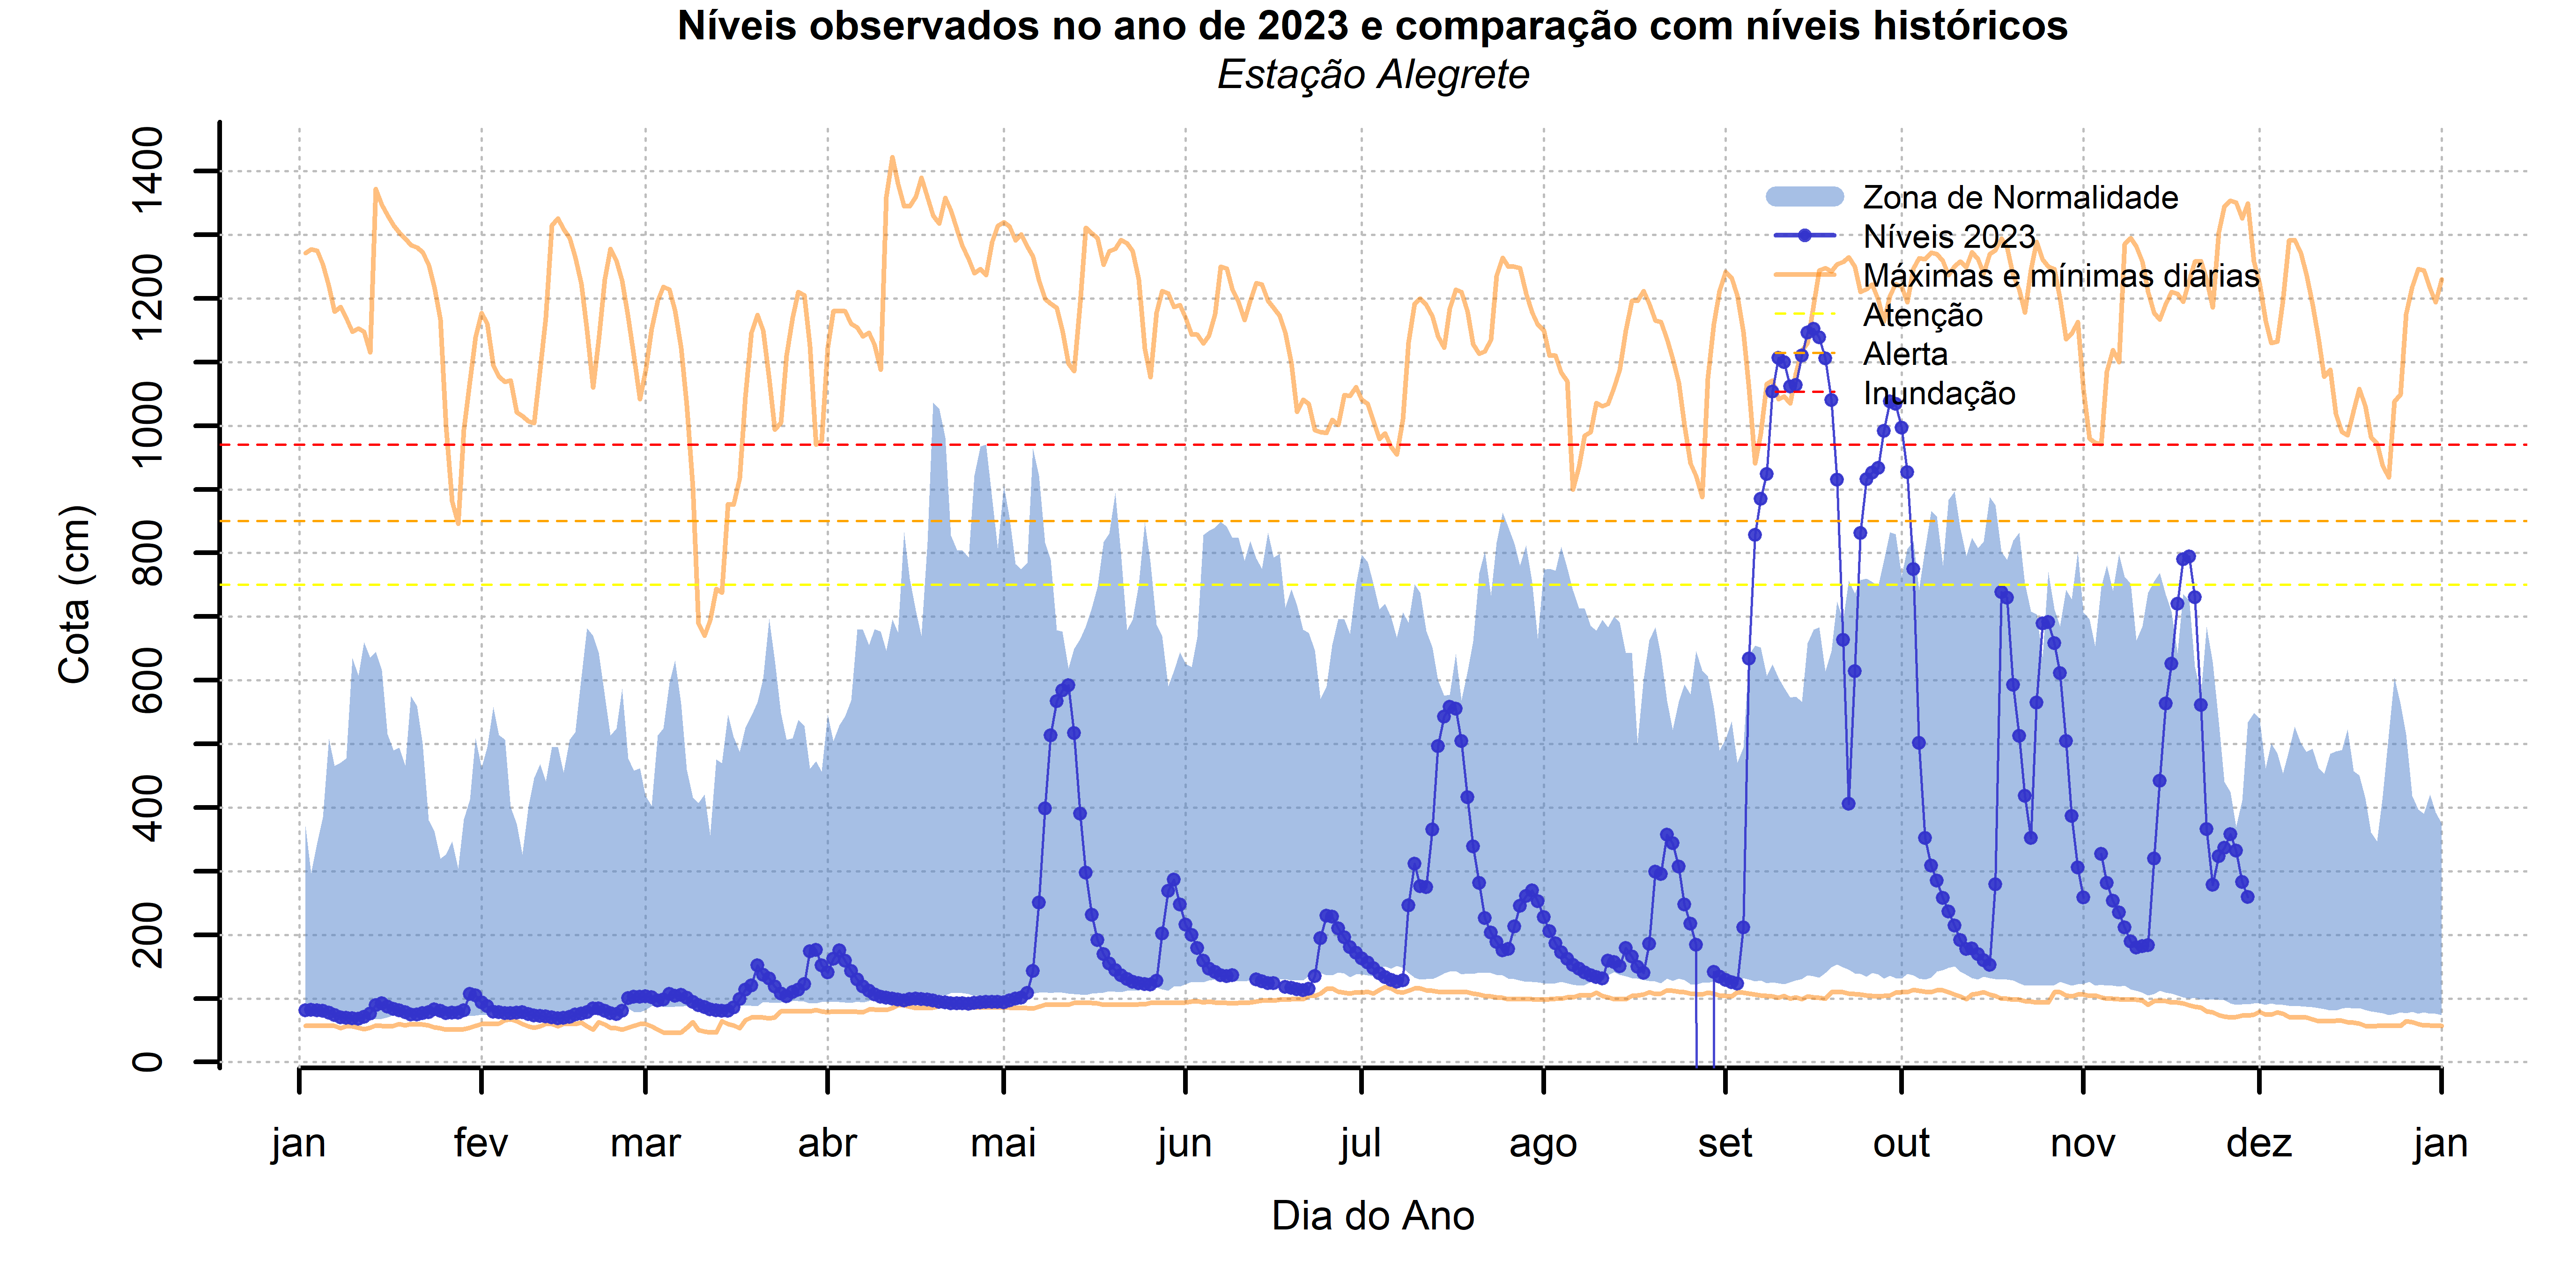 Níveis observados no ano de 2023 e comparação com níveis históricos
Estação Alegrete
Cota (cm)
1400
1200
1000
800
600
400
200
0
Zona de Normalidade
Níveis 2023
Máximas e mínimas diárias
Atenção
Alerta
Inundação
jan fev mar abr mai jun jul ago set out nov dez jan
Dia do Ano